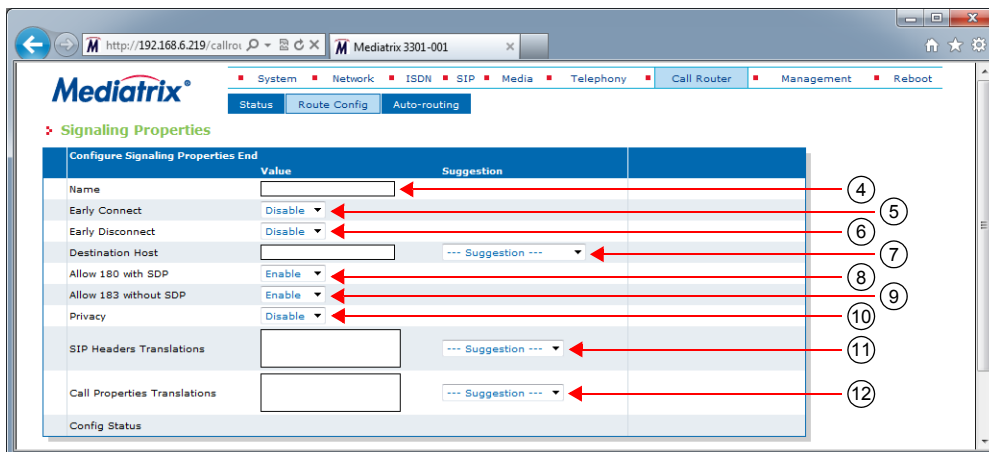 http://192.168.6.219/callrou
Mediatrix 3301-001
Mediatrix®
System Network ISDN SIP Media Telephony Call Router Management Reboot
Status Route Config Auto-routing
Signaling Properties
Configure Signaling Properties End
Value Suggestion
Name 4
Early Connect Disable 5
Early Disconnect Disable 6
Destination Host --- Suggestion --- 7
Allow 180 with SDP Enable 8
Allow 183 without SDP Enable 9
Privacy Disable 10
SIP Headers Translations --- Suggestion --- 11
Call Properties Translations --- Suggestion --- 12
Config Status